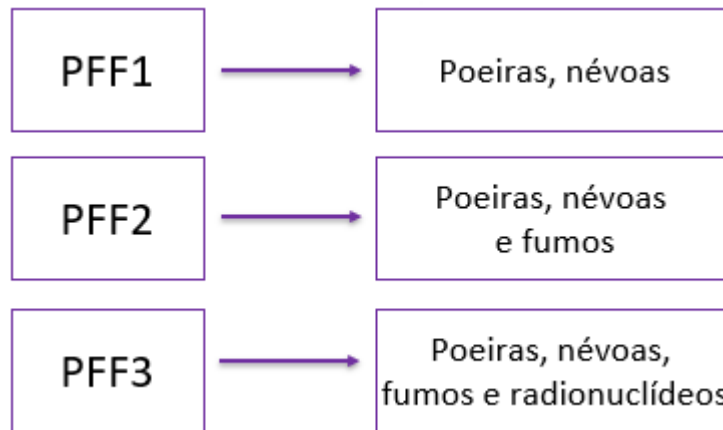 PFF1
Poeiras, névoas
PFF2
Poeiras, névoas
e fumos
PFF3
Poeiras, névoas,
fumos e radionuclídeos